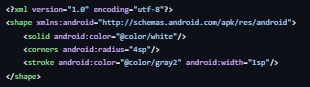 <?xml version="1.0" encoding="utf-8"?>
<shape xmlns:android="http://schemas.android.com/apk/res/android">
    <solid android:color="@color/white"/>
    <corners android:radius="4sp"/>
    <stroke android:color="@color/gray2" android:width="1sp"/>
</shape>